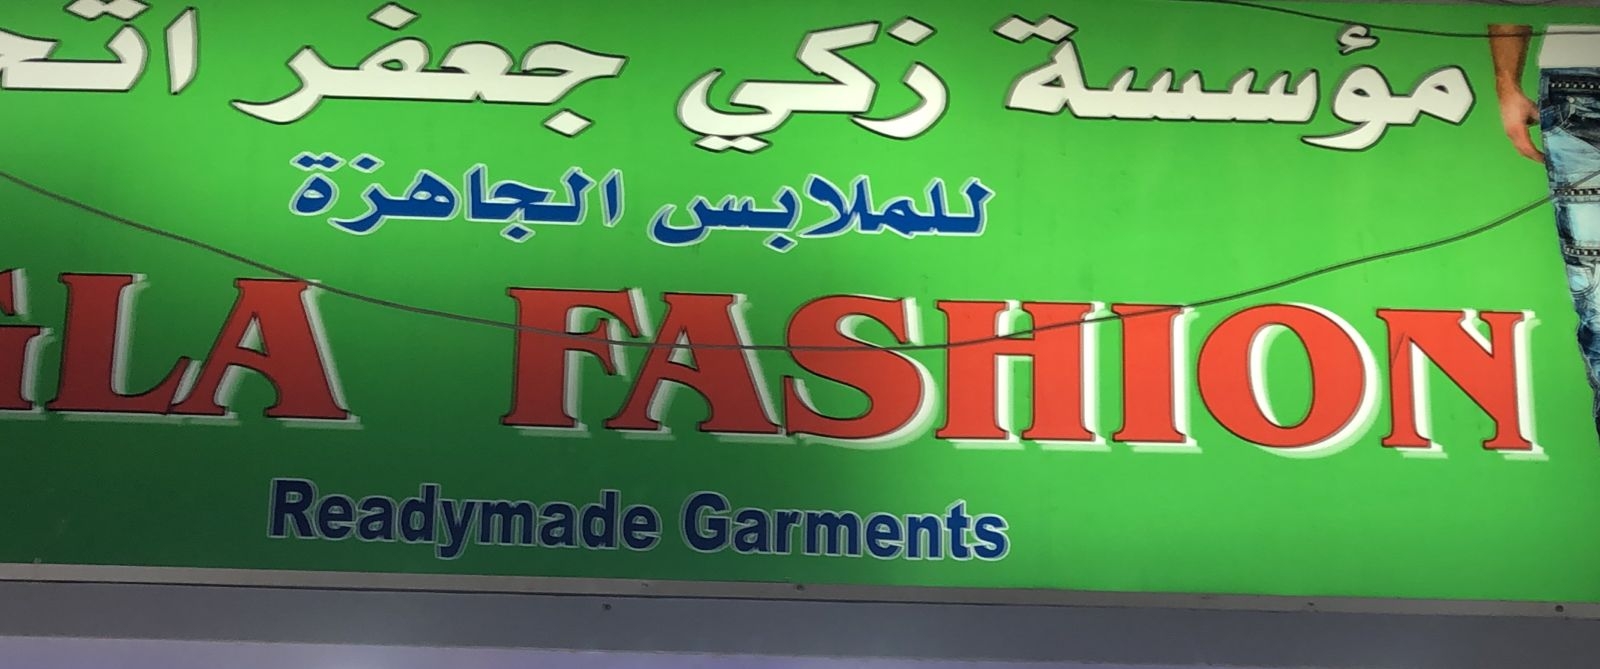 مؤسسة زكي جعفر
للملابس الجاهزة
GLA FASHION
Readymade Garments